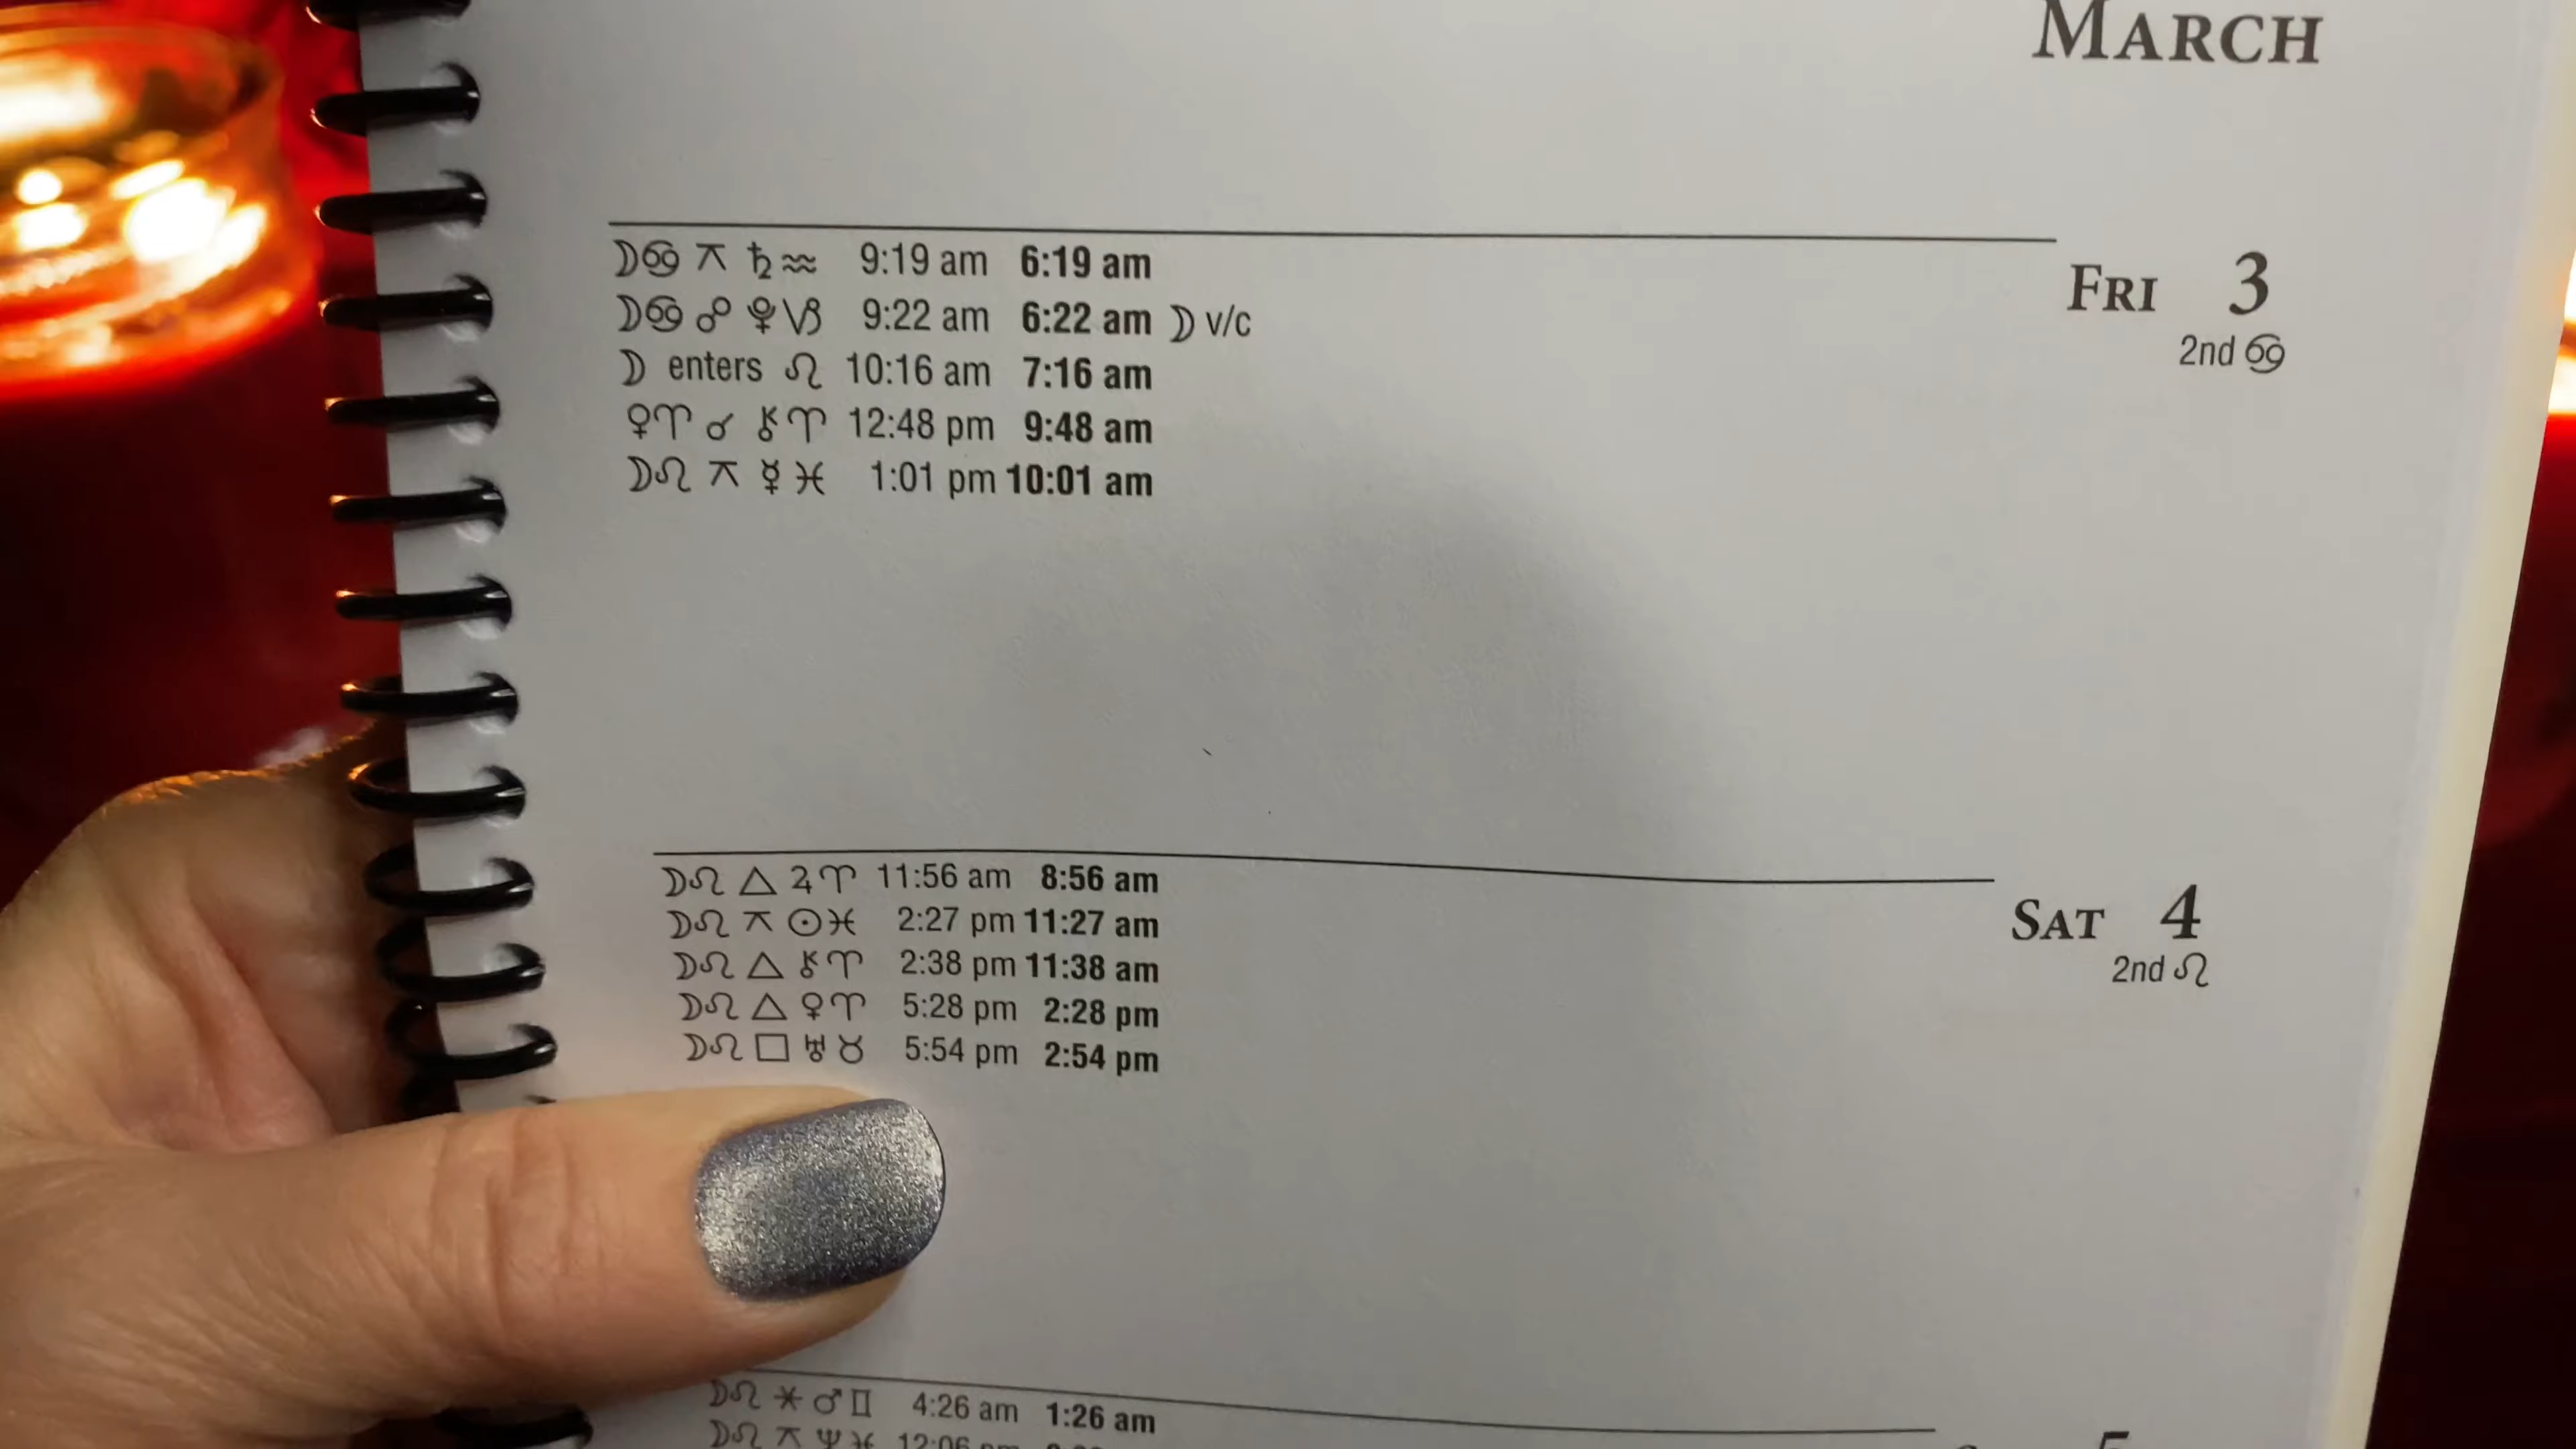 MARCH
☽♋ ⚻ ♄♒ 9:19 am 6:19 am
☽♋ ☍ ⚴♑ 9:22 am 6:22 am ☽ v/c
☽ enters ♌ 10:16 am 7:16 am
♀♈ ☌ ⚷♈ 12:48 pm 9:48 am
☽♌ ⚻ ☿♓ 1:01 pm 10:01 am
FRI 3
2nd ♋
☽♌ △ ♃♈ 11:56 am 8:56 am
☽♌ ⚻ ☉♓ 2:27 pm 11:27 am
☽♌ △ ⚷♈ 2:38 pm 11:38 am
☽♌ △ ♀♈ 5:28 pm 2:28 pm
☽♌ □ ♅♉ 5:54 pm 2:54 pm
SAT 4
2nd ♌
☽♌ ⚹ ♂♊ 4:26 am 1:26 am
☽♌ ⚻ ♆♓ 12:06
5